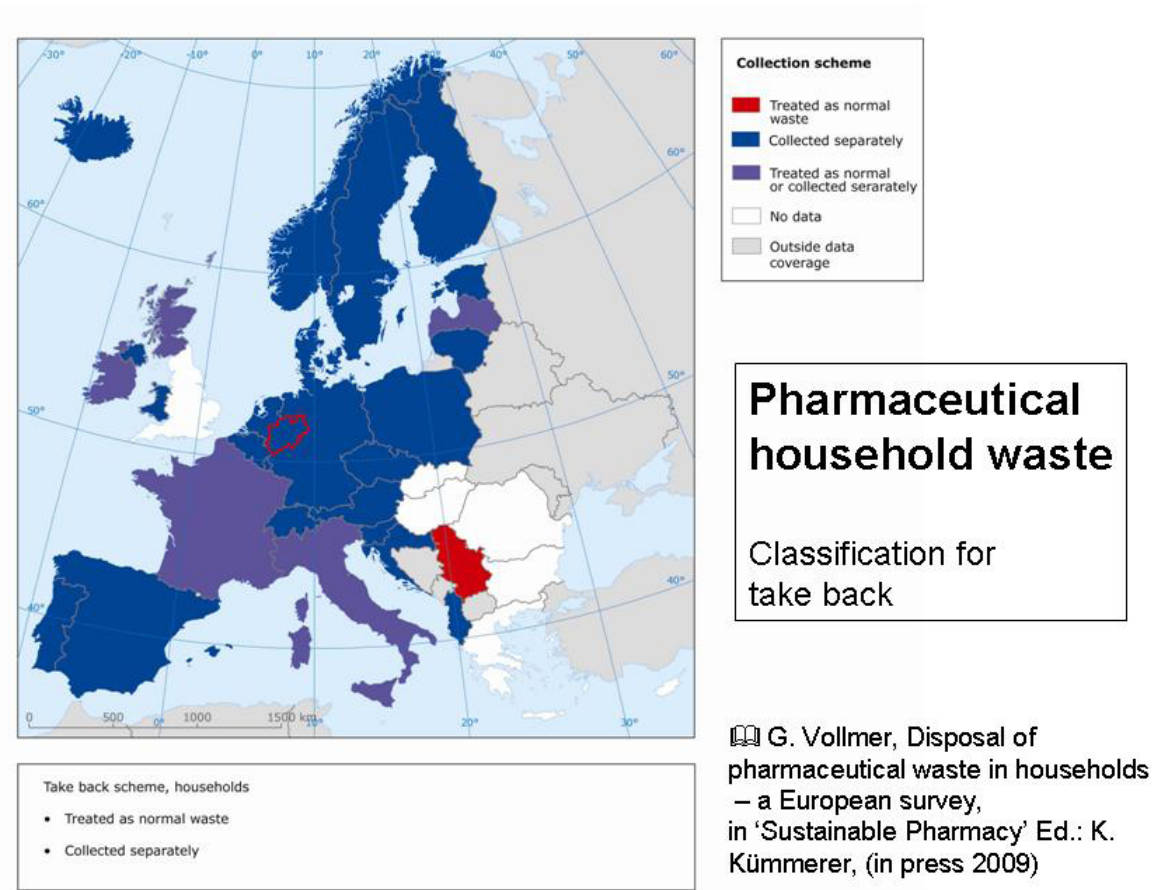 -30°
-20°
-10°
0°
10°
20°
30°
40°
50°
60°
60°
50°
40°
60°
50°
40°
0
500
0°
1000
1500 km
10°
20°
30°
Collection scheme
Treated as normal
waste
Collected separately
Treated as normal
or collected serarately
No data
Outside data
coverage
Pharmaceutical
household waste
Classification for
take back
G. Vollmer, Disposal of
pharmaceutical waste in households
– a European survey,
in ‘Sustainable Pharmacy’ Ed.: K.
Kümmerer, (in press 2009)
Take back scheme, households
• Treated as normal waste
• Collected separately